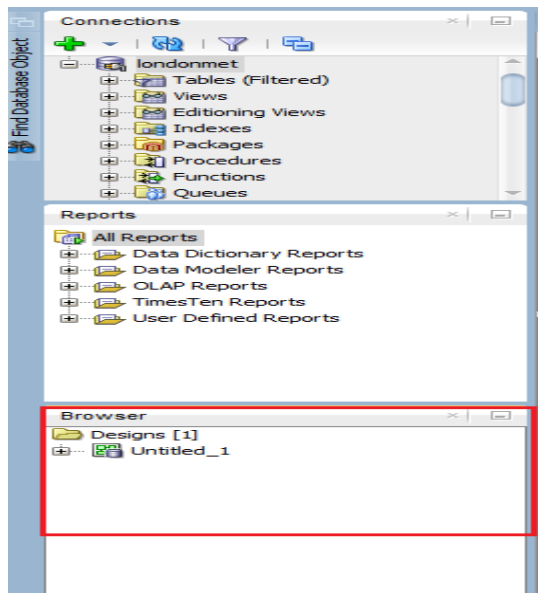 Find Database Object
Connections
londonmet
Tables (Filtered)
Views
Editioning Views
Indexes
Packages
Procedures
Functions
Queues
Reports
All Reports
Data Dictionary Reports
Data Modeler Reports
OLAP Reports
TimesTen Reports
User Defined Reports
Browser
Designs [1]
Untitled_1